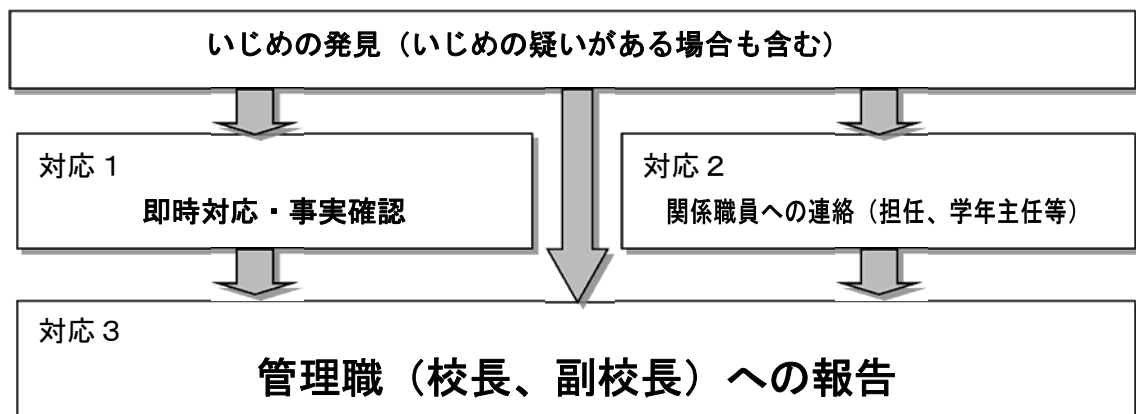 いじめの発見（いじめの疑いがある場合も含む）
対応１
即時対応・事実確認
対応２
関係職員への連絡（担任、学年主任等）
対応３
管理職（校長、副校長）への報告